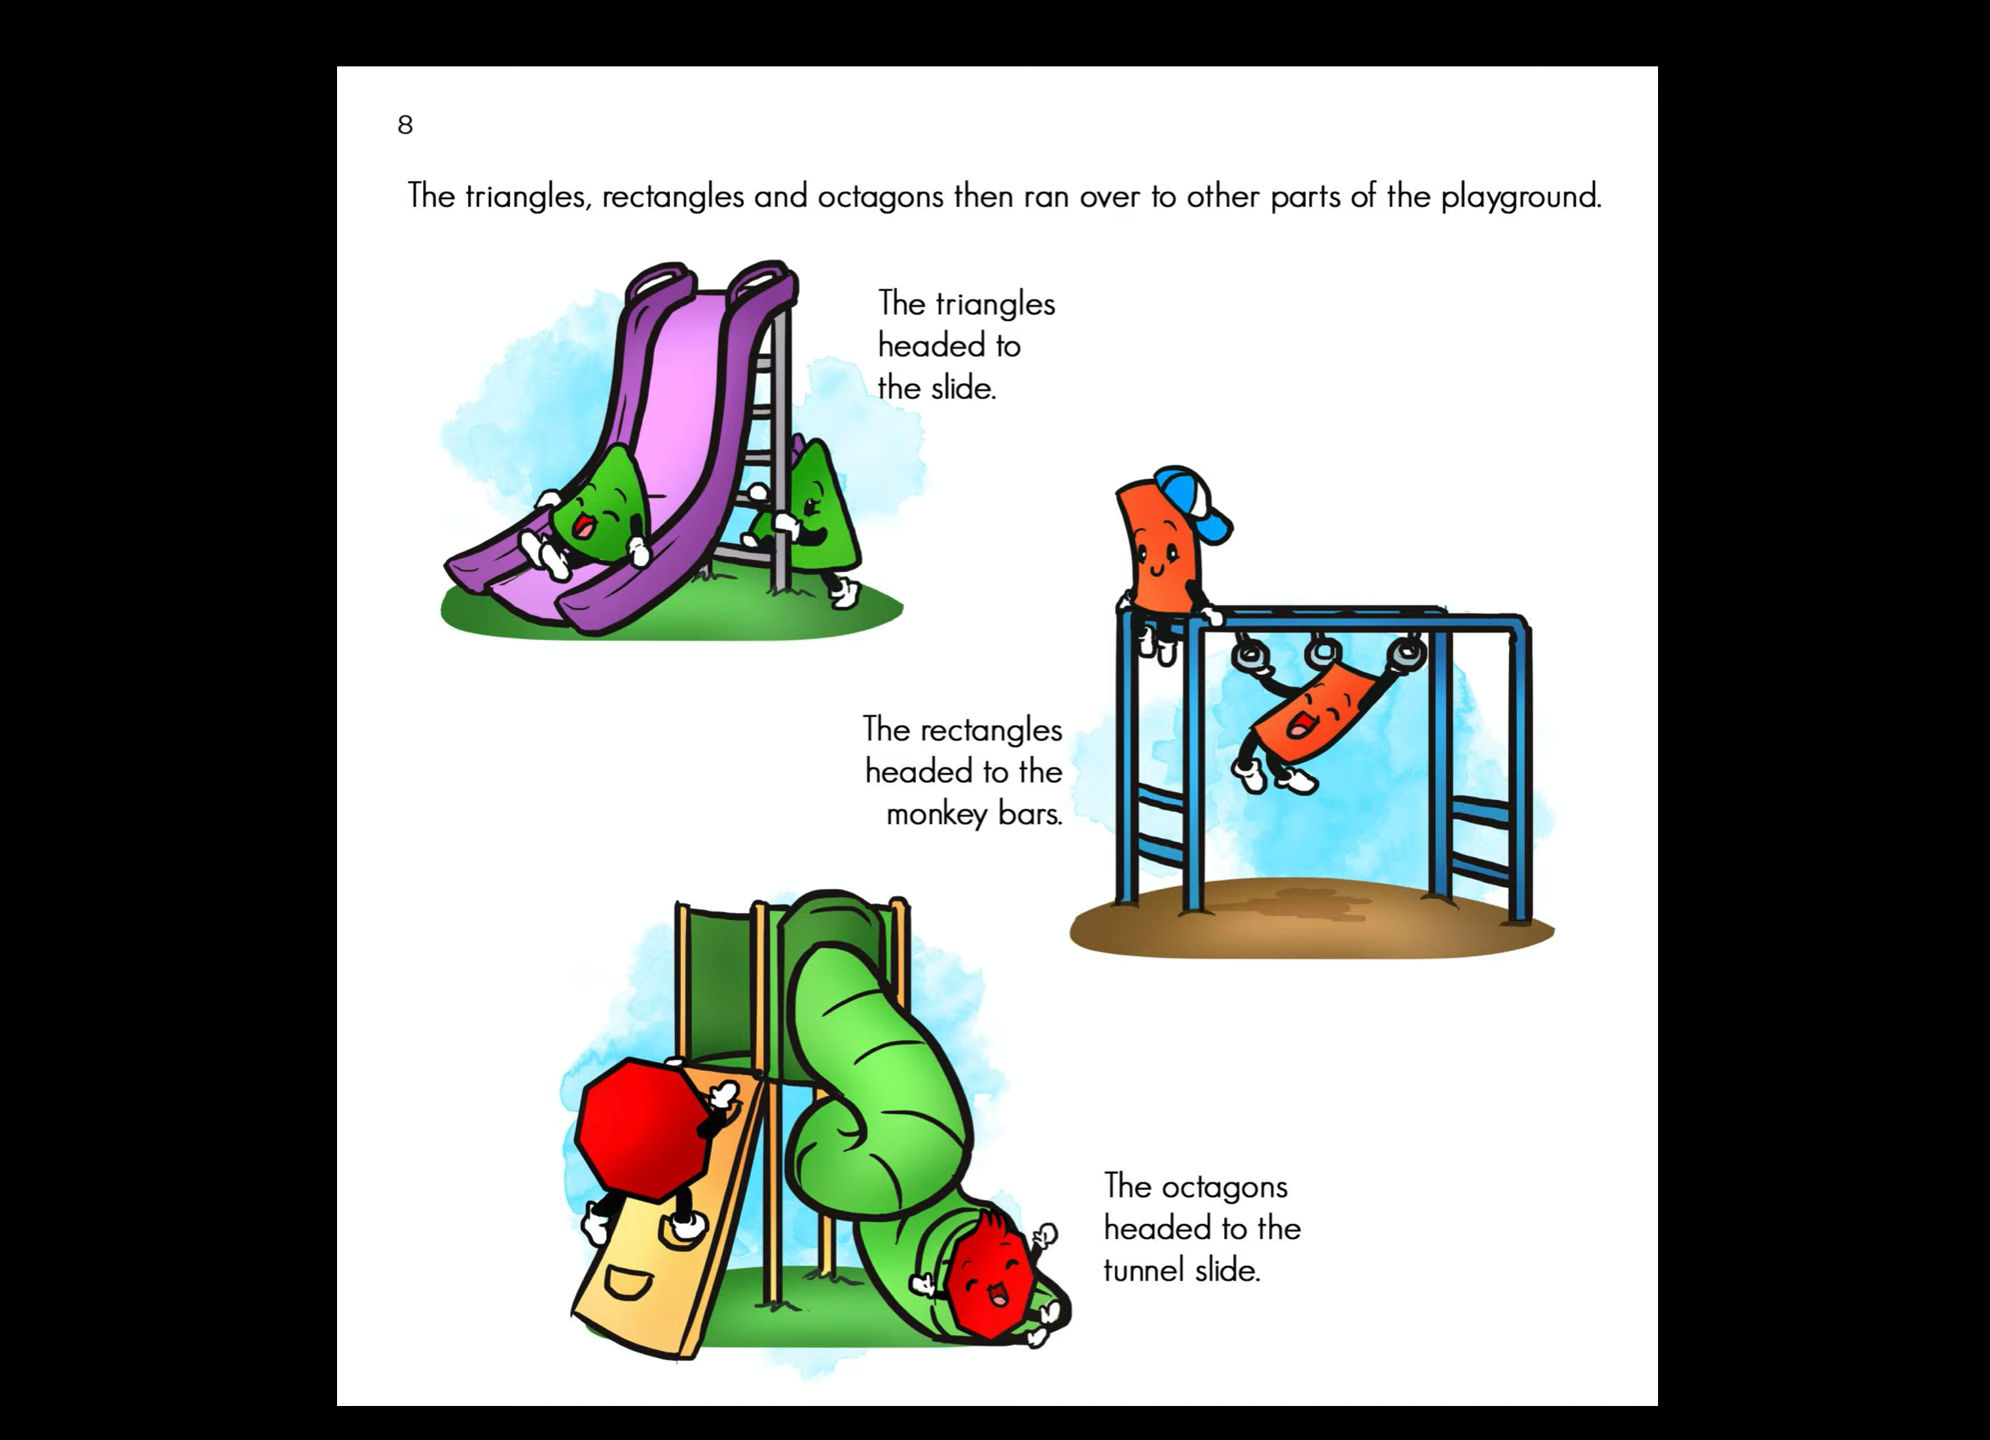 8
The triangles, rectangles and octagons then ran over to other parts of the playground.
The triangles
headed to
the slide.
The rectangles
headed to the
monkey bars.
The octagons
headed to the
tunnel slide.